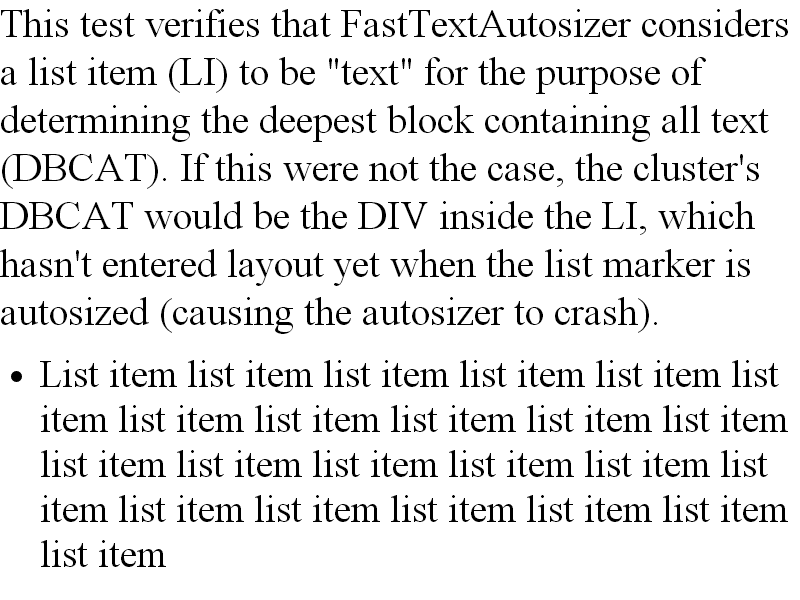 This test verifies that FastTextAutosizer considers
a list item (LI) to be "text" for the purpose of
determining the deepest block containing all text
(DBCAT). If this were not the case, the cluster's
DBCAT would be the DIV inside the LI, which
hasn't entered layout yet when the list marker is
autosized (causing the autosizer to crash).
• List item list item list item list item list item list
item list item list item list item list item list item
list item list item list item list item list item list
item list item list item list item list item list item
list item